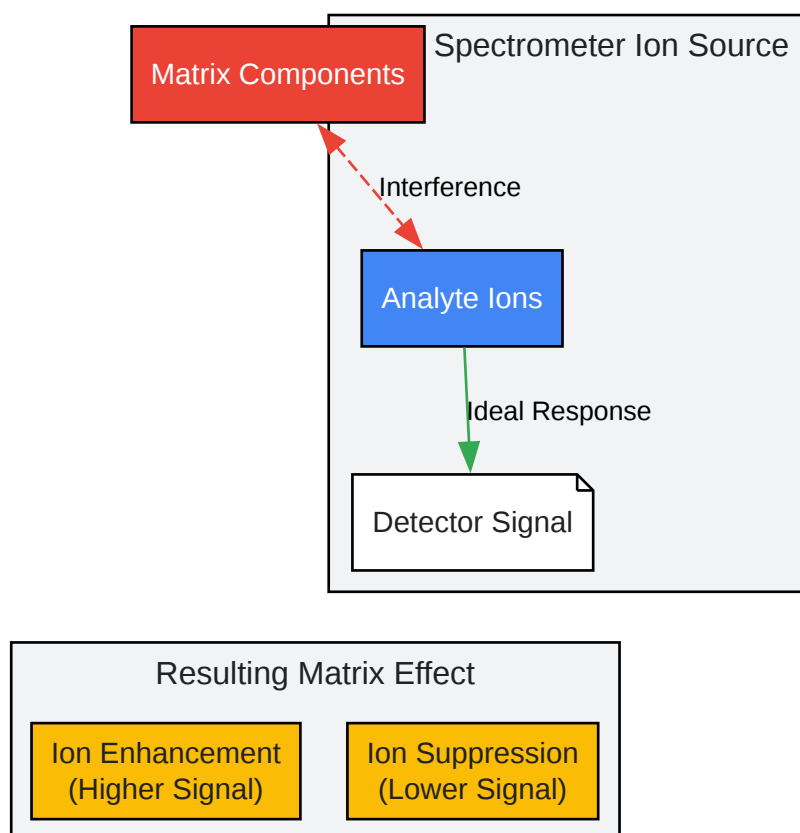 Spectrometer Ion Source
Matrix Components
Interference
Analyte Ions
Ideal Response
Detector Signal
Resulting Matrix Effect
Ion Enhancement
(Higher Signal)
Ion Suppression
(Lower Signal)